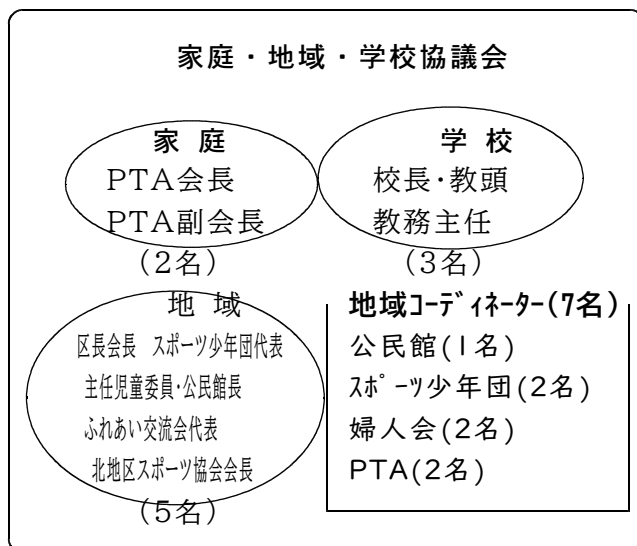 家庭・地域・学校協議会
家 庭
PTA会長
PTA副会長
(2名)
学 校
校長・教頭
教務主任
(3名)
地 域
区長会長 スポーツ少年団代表
主任児童委員・公民館長
ふれあい交流会代表
北地区スポーツ協会会長
(5名)
地域ｺｰﾃﾞｨﾈｰﾀｰ(7名)
公民館(1名)
ｽﾎﾟｰﾂ少年団(2名)
婦人会(2名)
PTA(2名)